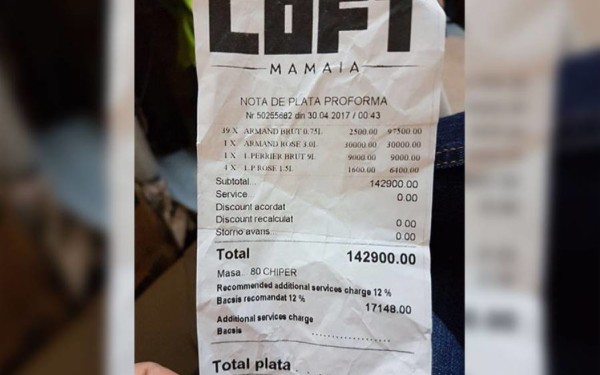 LOFT
MAMAIA
NOTA DE PLATA PROFORMA
Nr 50255682 din 30.04.2017 / 00:43
39 X ARMAND BRUT 0.75L 2500.00 97500.00
1 X ARMAND ROSE 3.0L 30000.00 30000.00
1 X L.PERRIER BRUT 9L 9000.00 9000.00
4 X L.P ROSE 1.5L 1600.00 6400.00
Subtotal... 142900.00
Service... 0.00
Discount acordat
Discount recalculat 0.00
Storno avans 0.00
Total 142900.00
Masa... 80 CHIPER
Recommended additional services charge 12 %
Bacsis recomandat 12 % 17148.00
Additional services charge
Bacsis ..................
Total plata